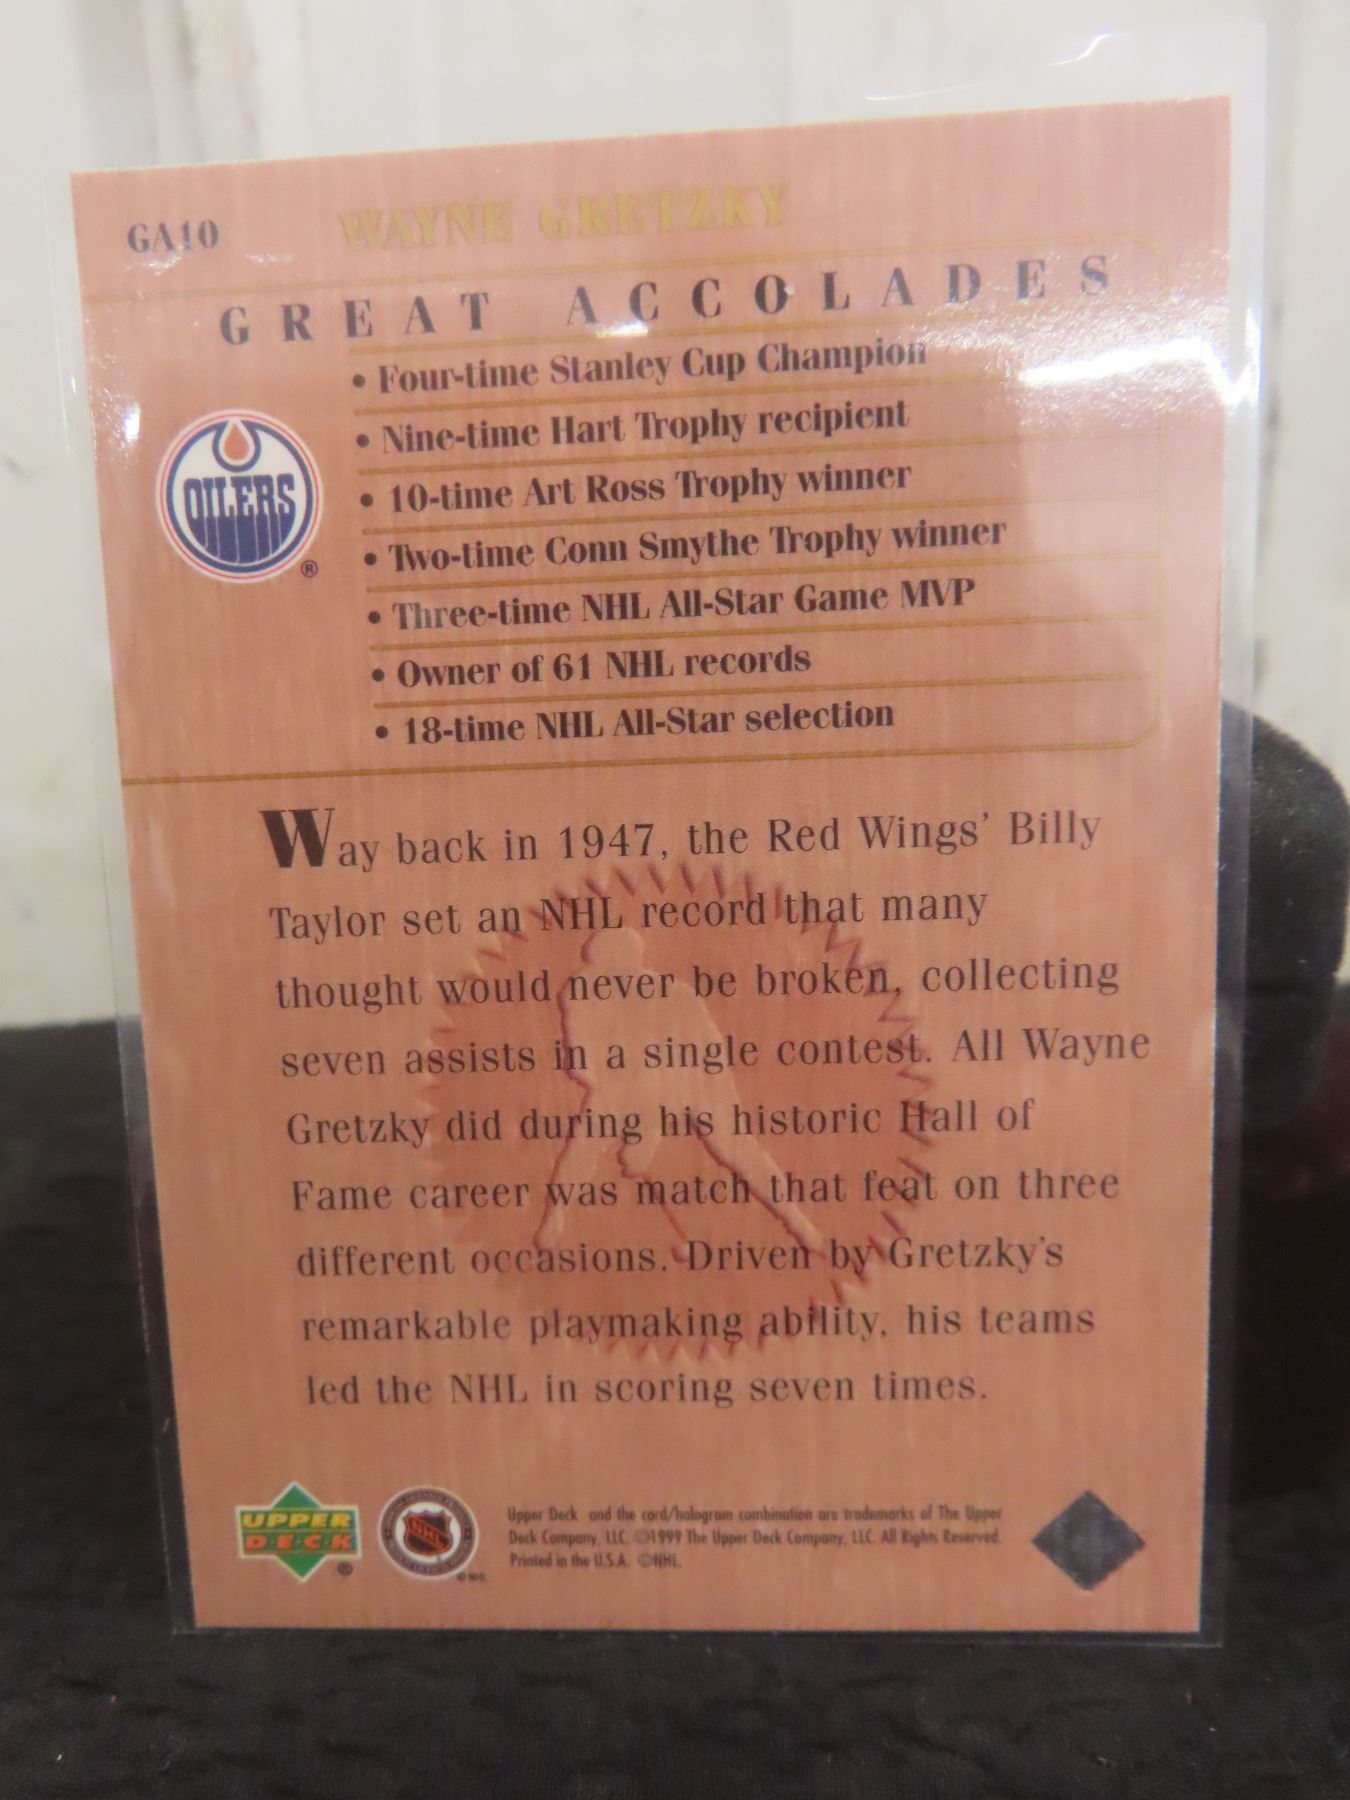 GA10 WAYNE GRETZKY
GREAT ACCOLADES
• Four-time Stanley Cup Champion
• Nine-time Hart Trophy recipient
• 10-time Art Ross Trophy winner
• Two-time Conn Smythe Trophy winner
• Three-time NHL All-Star Game MVP
• Owner of 61 NHL records
• 18-time NHL All-Star selection
OILERS
®
Way back in 1947, the Red Wings' Billy
Taylor set an NHL record that many
thought would never be broken, collecting
seven assists in a single contest. All Wayne
Gretzky did during his historic Hall of
Fame career was match that feat on three
different occasions. Driven by Gretzky's
remarkable playmaking ability, his teams
led the NHL in scoring seven times.
UPPER
DECK
®
NHL
© NHL
Upper Deck and the card/hologram combination are trademarks of The Upper
Deck Company, LLC. ©1999 The Upper Deck Company, LLC. All Rights Reserved.
Printed in the U.S.A. ©NHL.